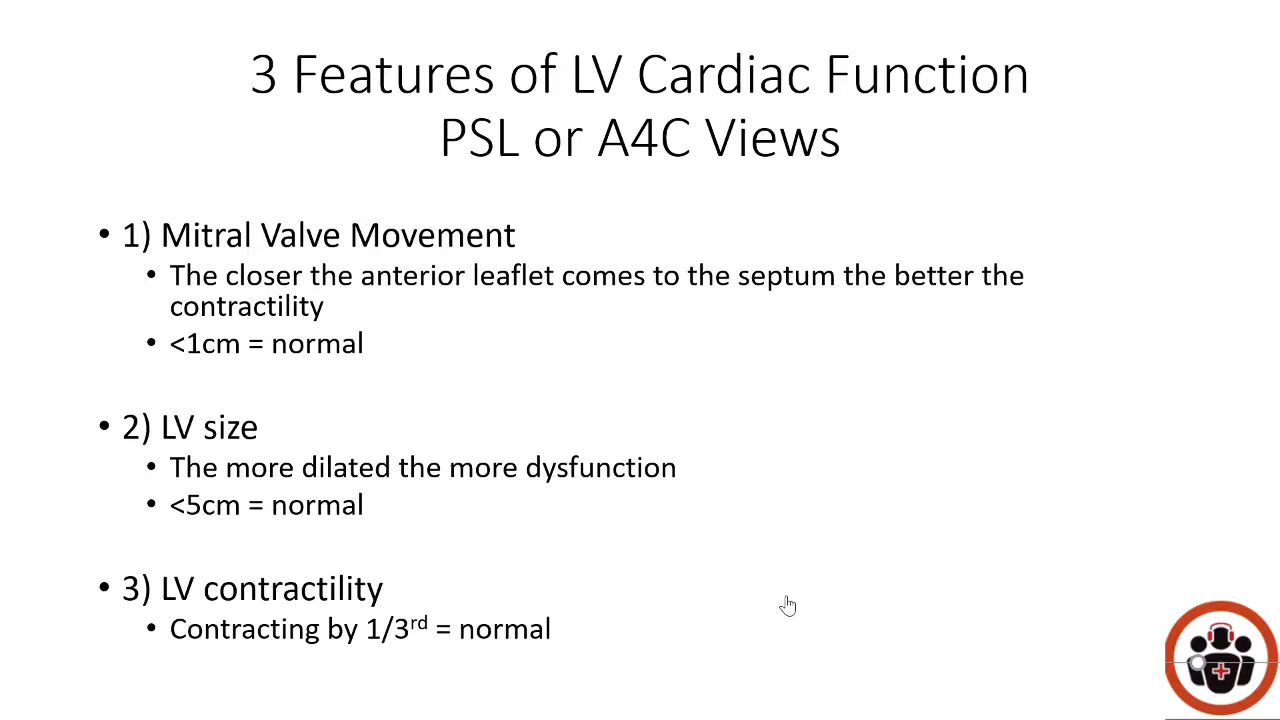 3 Features of LV Cardiac Function
PSL or A4C Views
• 1) Mitral Valve Movement
• The closer the anterior leaflet comes to the septum the better the
contractility
• <1cm = normal
• 2) LV size
• The more dilated the more dysfunction
• <5cm = normal
• 3) LV contractility
• Contracting by 1/3rd = normal